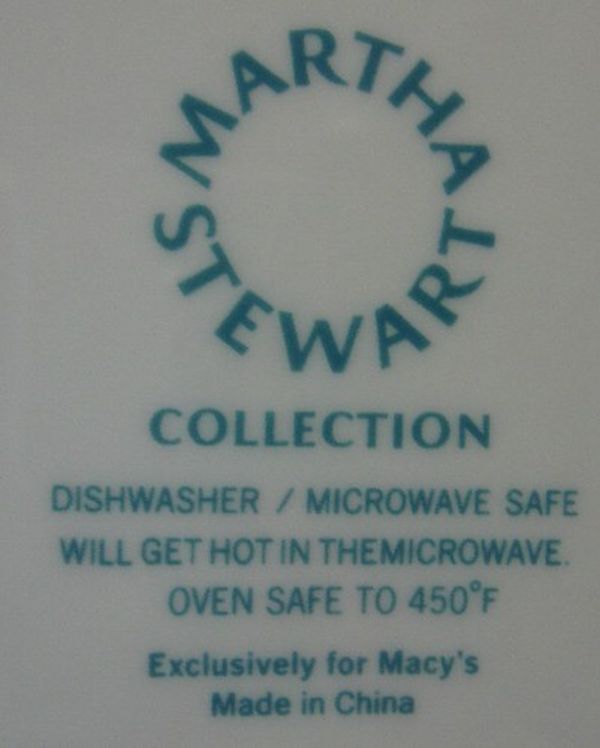 MARTHA
STEWART
COLLECTION
DISHWASHER / MICROWAVE SAFE
WILL GET HOT IN THEMICROWAVE.
OVEN SAFE TO 450°F
Exclusively for Macy's
Made in China